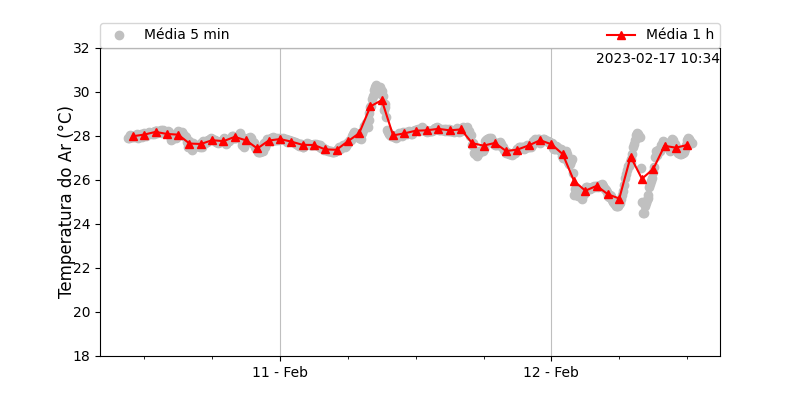 Média 5 min
Média 1 h
2023-02-17 10:34
Temperatura do Ar (°C)
32
30
28
26
24
22
20
18
11 - Feb
12 - Feb